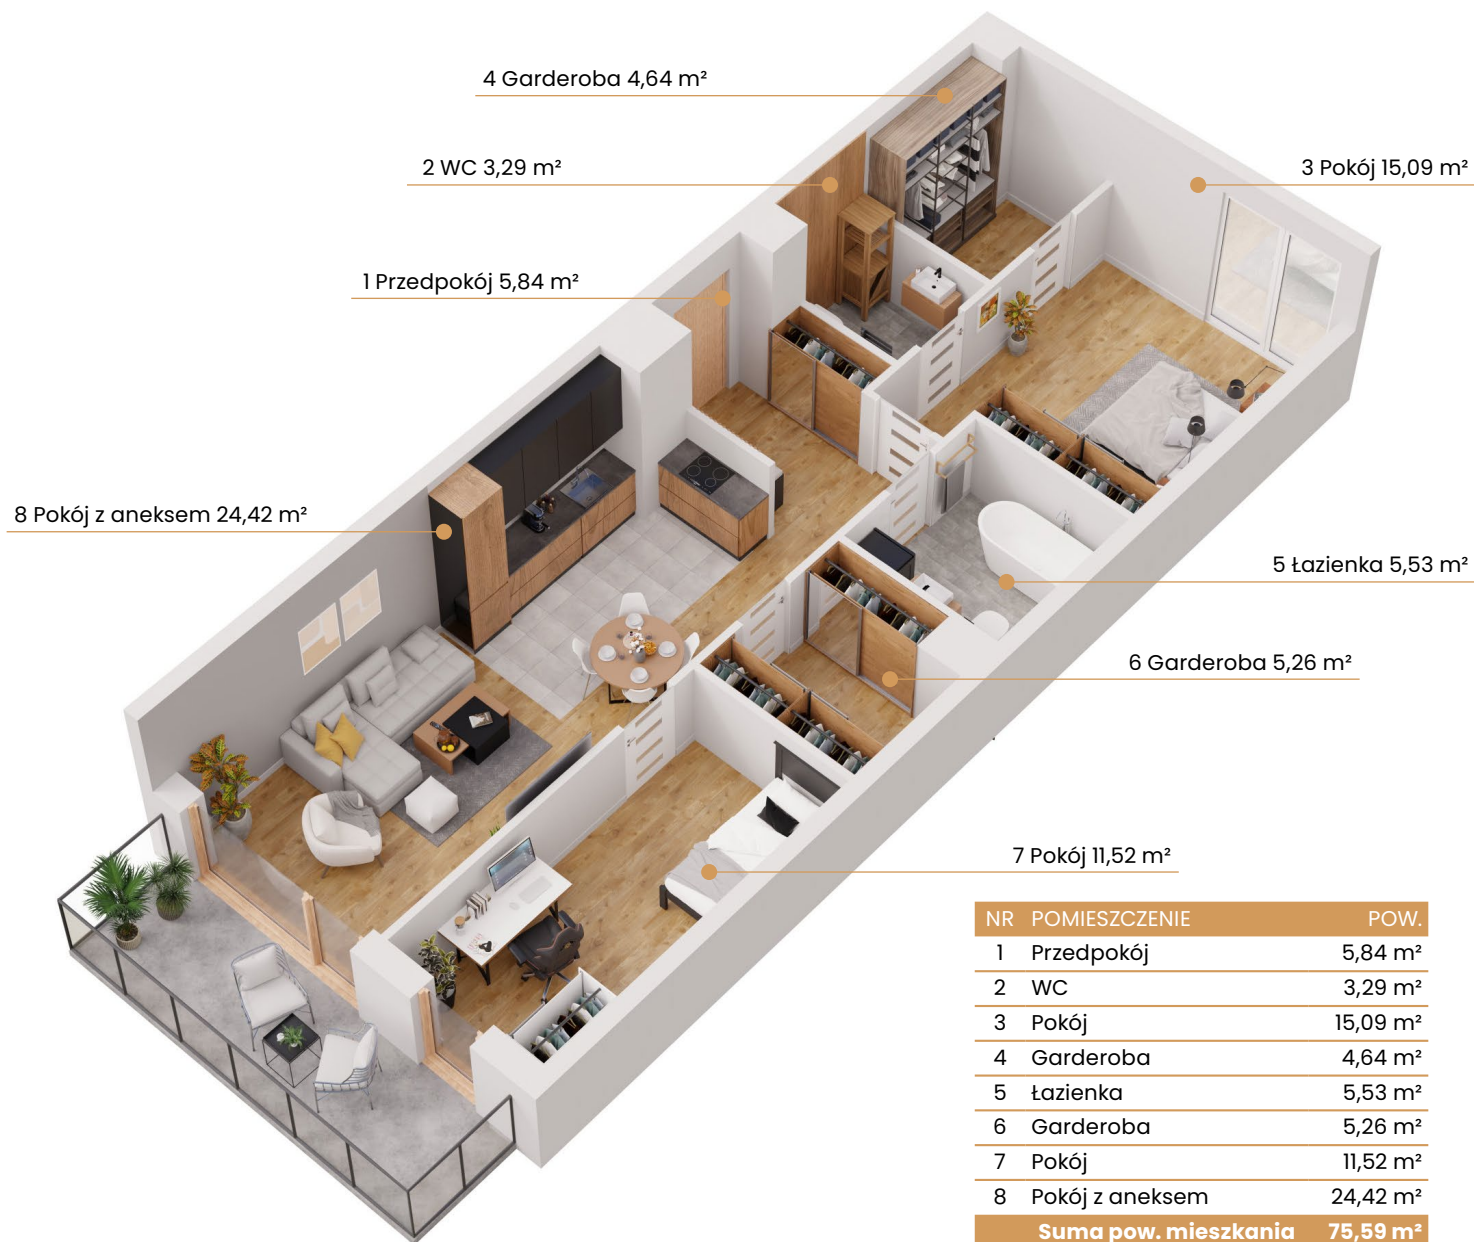 4 Garderoba 4,64 m²
2 WC 3,29 m²
3 Pokój 15,09 m²
1 Przedpokój 5,84 m²
8 Pokój z aneksem 24,42 m²
5 Łazienka 5,53 m²
6 Garderoba 5,26 m²
7 Pokój 11,52 m²
NR POMIESZCZENIE POW.
1 Przedpokój 5,84 m²
2 WC 3,29 m²
3 Pokój 15,09 m²
4 Garderoba 4,64 m²
5 Łazienka 5,53 m²
6 Garderoba 5,26 m²
7 Pokój 11,52 m²
8 Pokój z aneksem 24,42 m²
Suma pow. mieszkania 75,59 m²